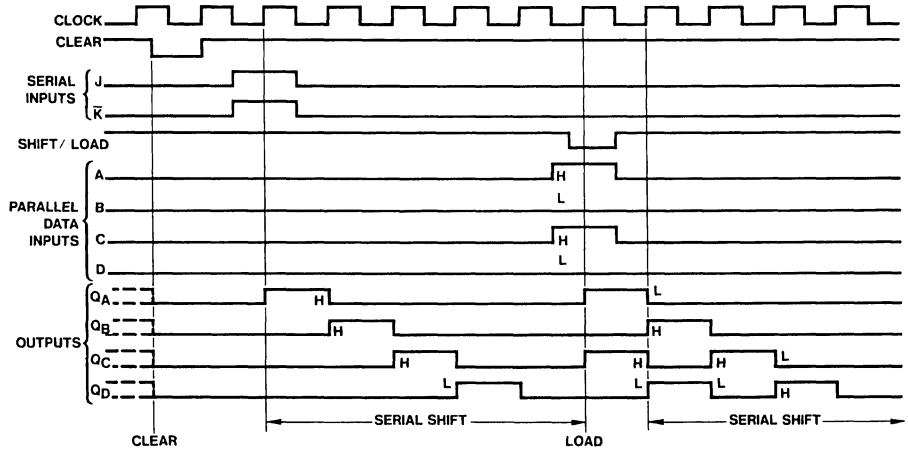 CLOCK
CLEAR
SERIAL INPUTS
J
K̅
SHIFT / LOAD
PARALLEL DATA INPUTS
A H
L
B
C H
L
D
OUTPUTS
QA H L
QB H H
QC H H H L
QD L L L H
SERIAL SHIFT SERIAL SHIFT
CLEAR LOAD